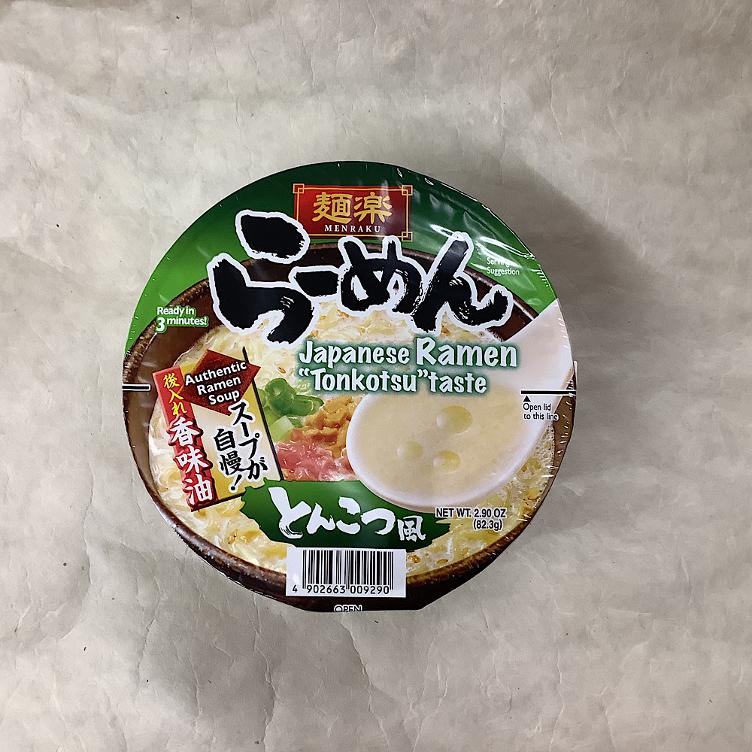 麺楽
MENRAKU
らーめん
Serving
Suggestion
Ready in
3 minutes!
Japanese Ramen
"Tonkotsu" taste
Authentic
Ramen
Soup
後入れ
香味油
スープが
自慢!
Open lid
to this line
とんこつ風
NET WT. 2.90 OZ
(82.3g)
4 902663 009290
OPEN